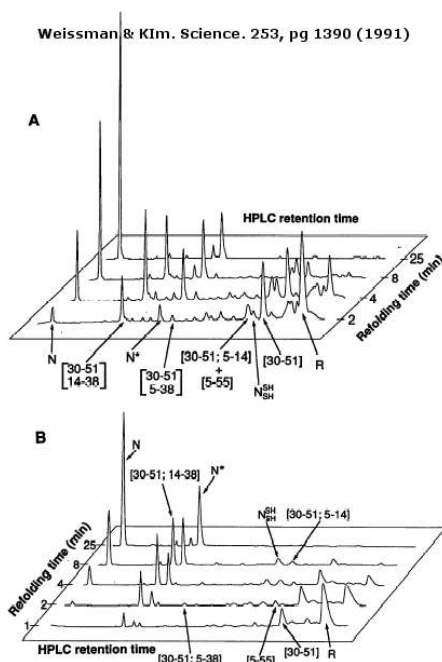 Weissman & KIm. Science. 253, pg 1390 (1991)
A
HPLC retention time
25
8
4
2
Refolding time (min)
N
[30-51
14-38]
N*
[30-51
5-38]
[30-51; 5-14]
+
[5-55]
N SH SH
[30-51]
R
B
N
N*
[30-51; 14-38]
N SH SH
[30-51; 5-14]
Refolding time (min)
25
8
4
2
1
HPLC retention time
[30-51; 5-38]
[5-55]
[30-51]
R